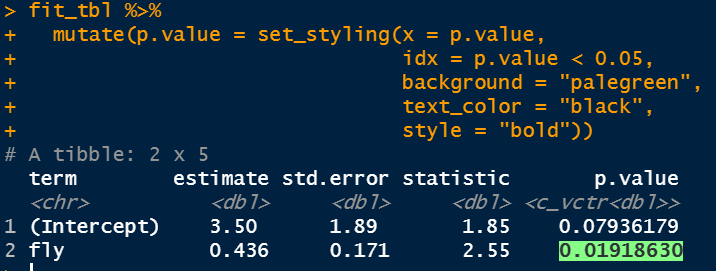 > fit_tbl %>%
+   mutate(p.value = set_styling(x = p.value,
+                                idx = p.value < 0.05,
+                                background = "palegreen",
+                                text_color = "black",
+                                style = "bold"))
# A tibble: 2 x 5
  term        estimate std.error statistic      p.value
  <chr>          <dbl>     <dbl>     <dbl> <c_vctr<dbl>>
1 (Intercept)    3.50      1.89       1.85   0.07936179
2 fly            0.436     0.171      2.55   0.01918630